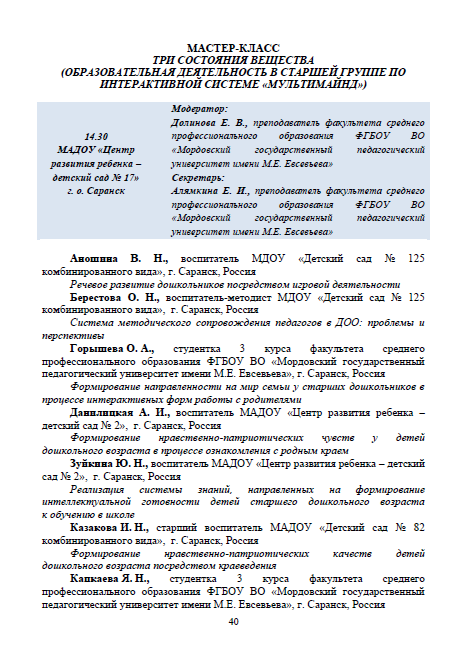 МАСТЕР-КЛАСС
ТРИ СОСТОЯНИЯ ВЕЩЕСТВА
(ОБРАЗОВАТЕЛЬНАЯ ДЕЯТЕЛЬНОСТЬ В СТАРШЕЙ ГРУППЕ ПО
ИНТЕРАКТИВНОЙ СИСТЕМЕ «МУЛЬТИМАЙНД»)
14.30
МАДОУ «Центр
развития ребенка –
детский сад № 17»
г. о. Саранск
Модератор:
Долинова Е. В., преподаватель факультета среднего
профессионального образования ФГБОУ ВО
«Мордовский государственный педагогический
университет имени М.Е. Евсевьева»
Секретарь:
Алямкина Е. И., преподаватель факультета среднего
профессионального образования ФГБОУ ВО
«Мордовский государственный педагогический
университет имени М.Е. Евсевьева»
Аношина В. Н., воспитатель МДОУ «Детский сад № 125
комбинированного вида», г. Саранск, Россия
Речевое развитие дошкольников посредством игровой деятельности
Берестова О. Н., воспитатель-методист МДОУ «Детский сад № 125
комбинированного вида», г. Саранск, Россия
Система методического сопровождения педагогов в ДОО: проблемы и
перспективы
Горышева О. А., студентка 3 курса факультета среднего
профессионального образования ФГБОУ ВО «Мордовский государственный
педагогический университет имени М.Е. Евсевьева», г. Саранск, Россия
Формирование направленности на мир семьи у старших дошкольников в
процессе интерактивных форм работы с родителями
Данилицкая А. И., воспитатель МАДОУ «Центр развития ребенка –
детский сад № 2», г. Саранск, Россия
Формирование нравственно-патриотических чувств у детей
дошкольного возраста в процессе ознакомления с родным краем
Зуйкина Ю. Н., воспитатель МАДОУ «Центр развития ребенка – детский
сад № 2», г. Саранск, Россия
Реализация системы знаний, направленных на формирование
интеллектуальной готовности детей старшего дошкольного возраста
к обучению в школе
Казакова И. Н., старший воспитатель МАДОУ «Детский сад № 82
комбинированного вида», г. Саранск, Россия
Формирование нравственно-патриотических качеств детей
дошкольного возраста посредством краеведения
Капкаева Я. Н., студентка 3 курса факультета среднего
профессионального образования ФГБОУ ВО «Мордовский государственный
педагогический университет имени М.Е. Евсевьева», г. Саранск, Россия
40